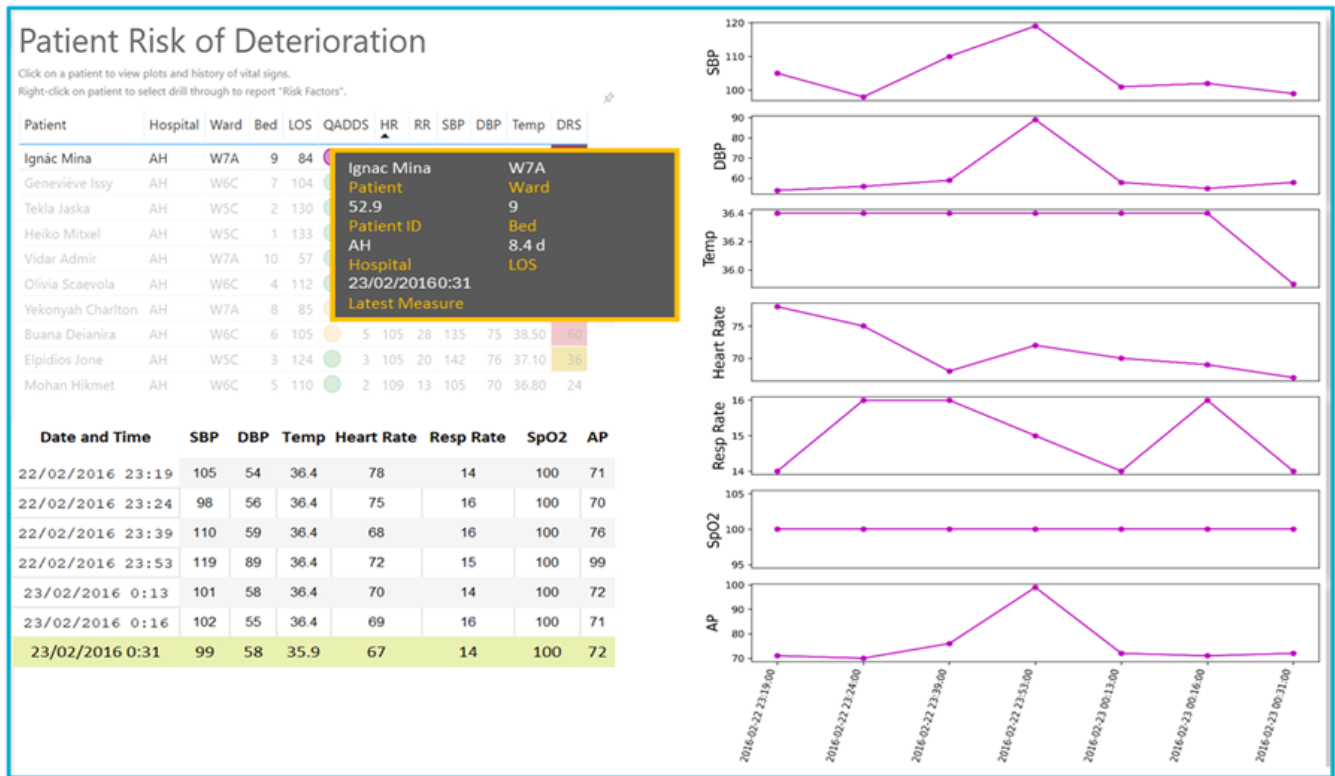 Patient Risk of Deterioration
Click on a patient to view plots and history of vital signs.
Right-click on patient to select drill through to report "Risk Factors".
Patient Hospital Ward Bed LOS QADDS HR RR SBP DBP Temp DRS
Ignác Mina AH W7A 9 84
Geneviève Issy AH W6C 7 104
Tekla Jaska AH W5C 2 130
Heiko Mitxel AH W5C 1 133
Vidar Admir AH W7A 10 57
Olivia Scaevola AH W6C 4 112
Yekonyah Charlton AH W7A 8 85
Buana Deianira AH W6C 6 105 5 105 28 135 75 38.50 60
Elpidios Jone AH W5C 3 124 3 105 20 142 76 37.10 36
Mohan Hikmet AH W6C 5 110 2 109 13 105 70 36.80 24
Ignac Mina W7A
Patient Ward
52.9 9
Patient ID Bed
AH 8.4 d
Hospital LOS
23/02/20160:31
Latest Measure
Date and Time SBP DBP Temp Heart Rate Resp Rate SpO2 AP
22/02/2016 23:19 105 54 36.4 78 14 100 71
22/02/2016 23:24 98 56 36.4 75 16 100 70
22/02/2016 23:39 110 59 36.4 68 16 100 76
22/02/2016 23:53 119 89 36.4 72 15 100 99
23/02/2016 0:13 101 58 36.4 70 14 100 72
23/02/2016 0:16 102 55 36.4 69 16 100 71
23/02/2016 0:31 99 58 35.9 67 14 100 72
SBP
120
110
100
DBP
90
80
70
60
Temp
36.4
36.2
36.0
Heart Rate
75
70
Resp Rate
16
15
14
SpO2
105
100
95
AP
100
90
80
70
2016-02-22 23:19:00
2016-02-22 23:24:00
2016-02-22 23:39:00
2016-02-22 23:53:00
2016-02-23 00:13:00
2016-02-23 00:16:00
2016-02-23 00:31:00